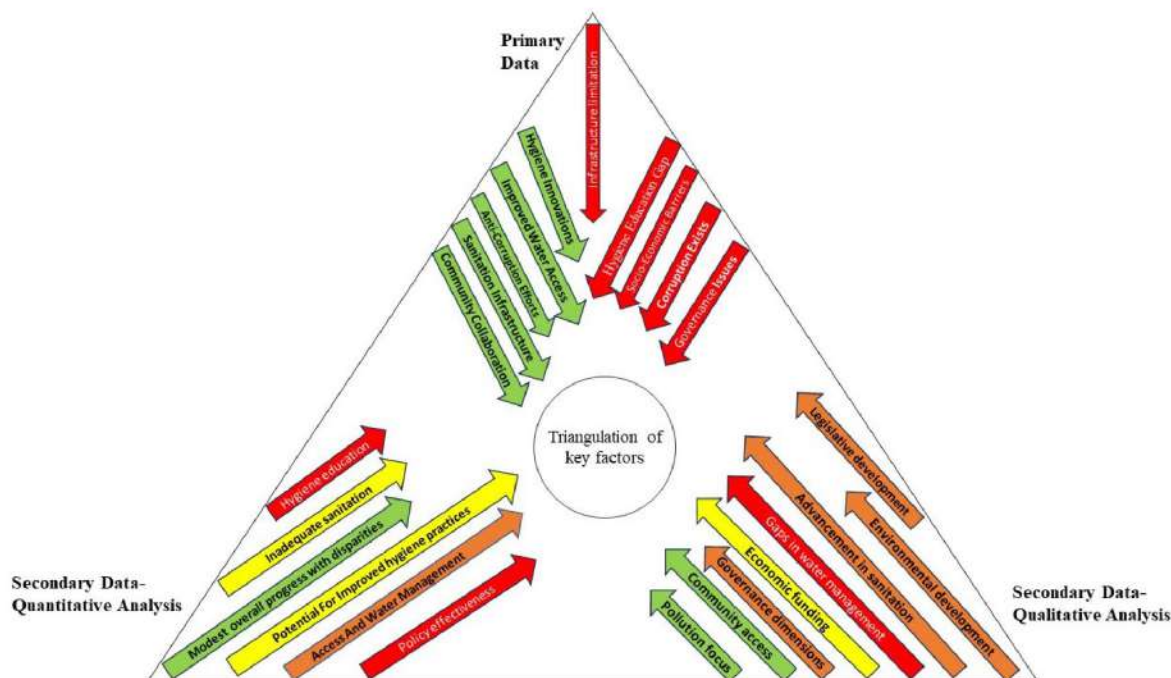 Primary
Data
Infrastructure limitation
Hygiene Innovations
Improved Water Access
Anti-Corruption Efforts
Sanitation Infrastructure
Community Collaboration
Hygiene Education Gap
Socio-Economic Barriers
Corruption Exists
Governance Issues
Triangulation of
key factors
Secondary Data-
Quantitative Analysis
Hygiene education
Inadequate sanitation
Modest overall progress with disparities
Potential For Improved hygiene practices
Access And Water Management
Policy effectiveness
Secondary Data-
Qualitative Analysis
Legislative development
Environmental development
Advancement in sanitation
Gaps in water management
Economic funding
Governance dimensions
Community access
Pollution focus